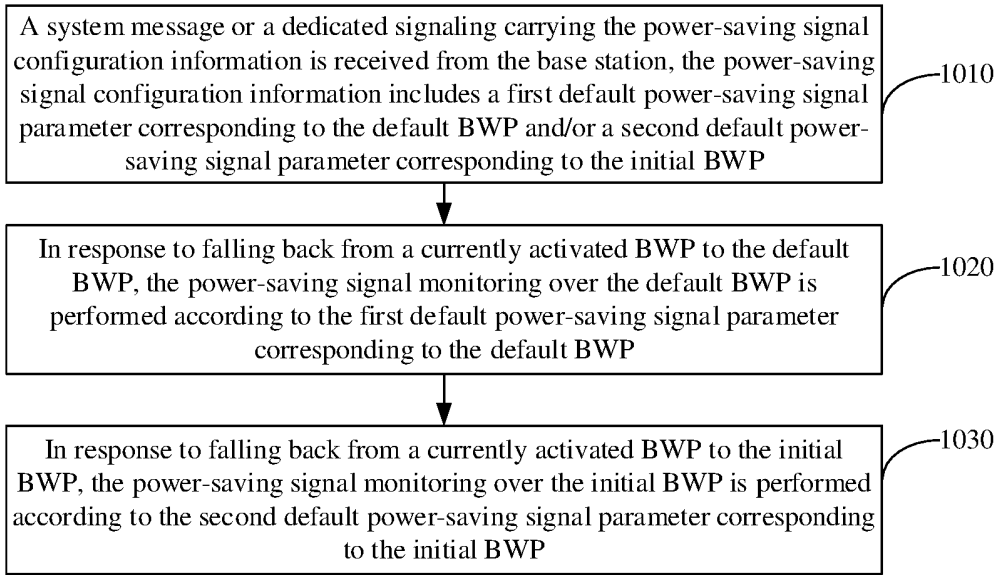 A system message or a dedicated signaling carrying the power-saving signal
configuration information is received from the base station, the power-saving
signal configuration information includes a first default power-saving signal
parameter corresponding to the default BWP and/or a second default power-
saving signal parameter corresponding to the initial BWP
1010
In response to falling back from a currently activated BWP to the default
BWP, the power-saving signal monitoring over the default BWP is
performed according to the first default power-saving signal parameter
corresponding to the default BWP
1020
In response to falling back from a currently activated BWP to the initial
BWP, the power-saving signal monitoring over the initial BWP is performed
according to the second default power-saving signal parameter corresponding
to the initial BWP
1030